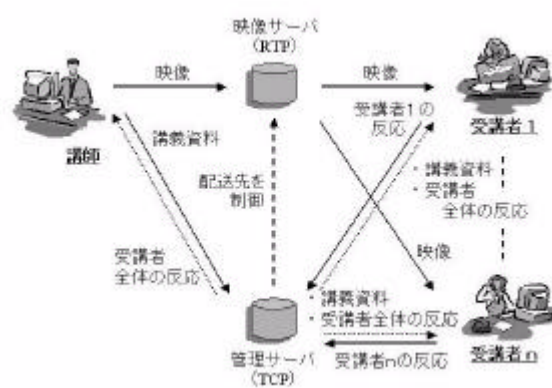 映像サーバ
(RTP)
映像
映像
講師
講義資料
受講者1の
反応
受講者1
配送先を
制御
・講義資料
・受講者
全体の反応
受講者
全体の反応
映像
・講義資料
・受講者全体の反応
受講者nの反応
受講者n
管理サーバ
(TCP)